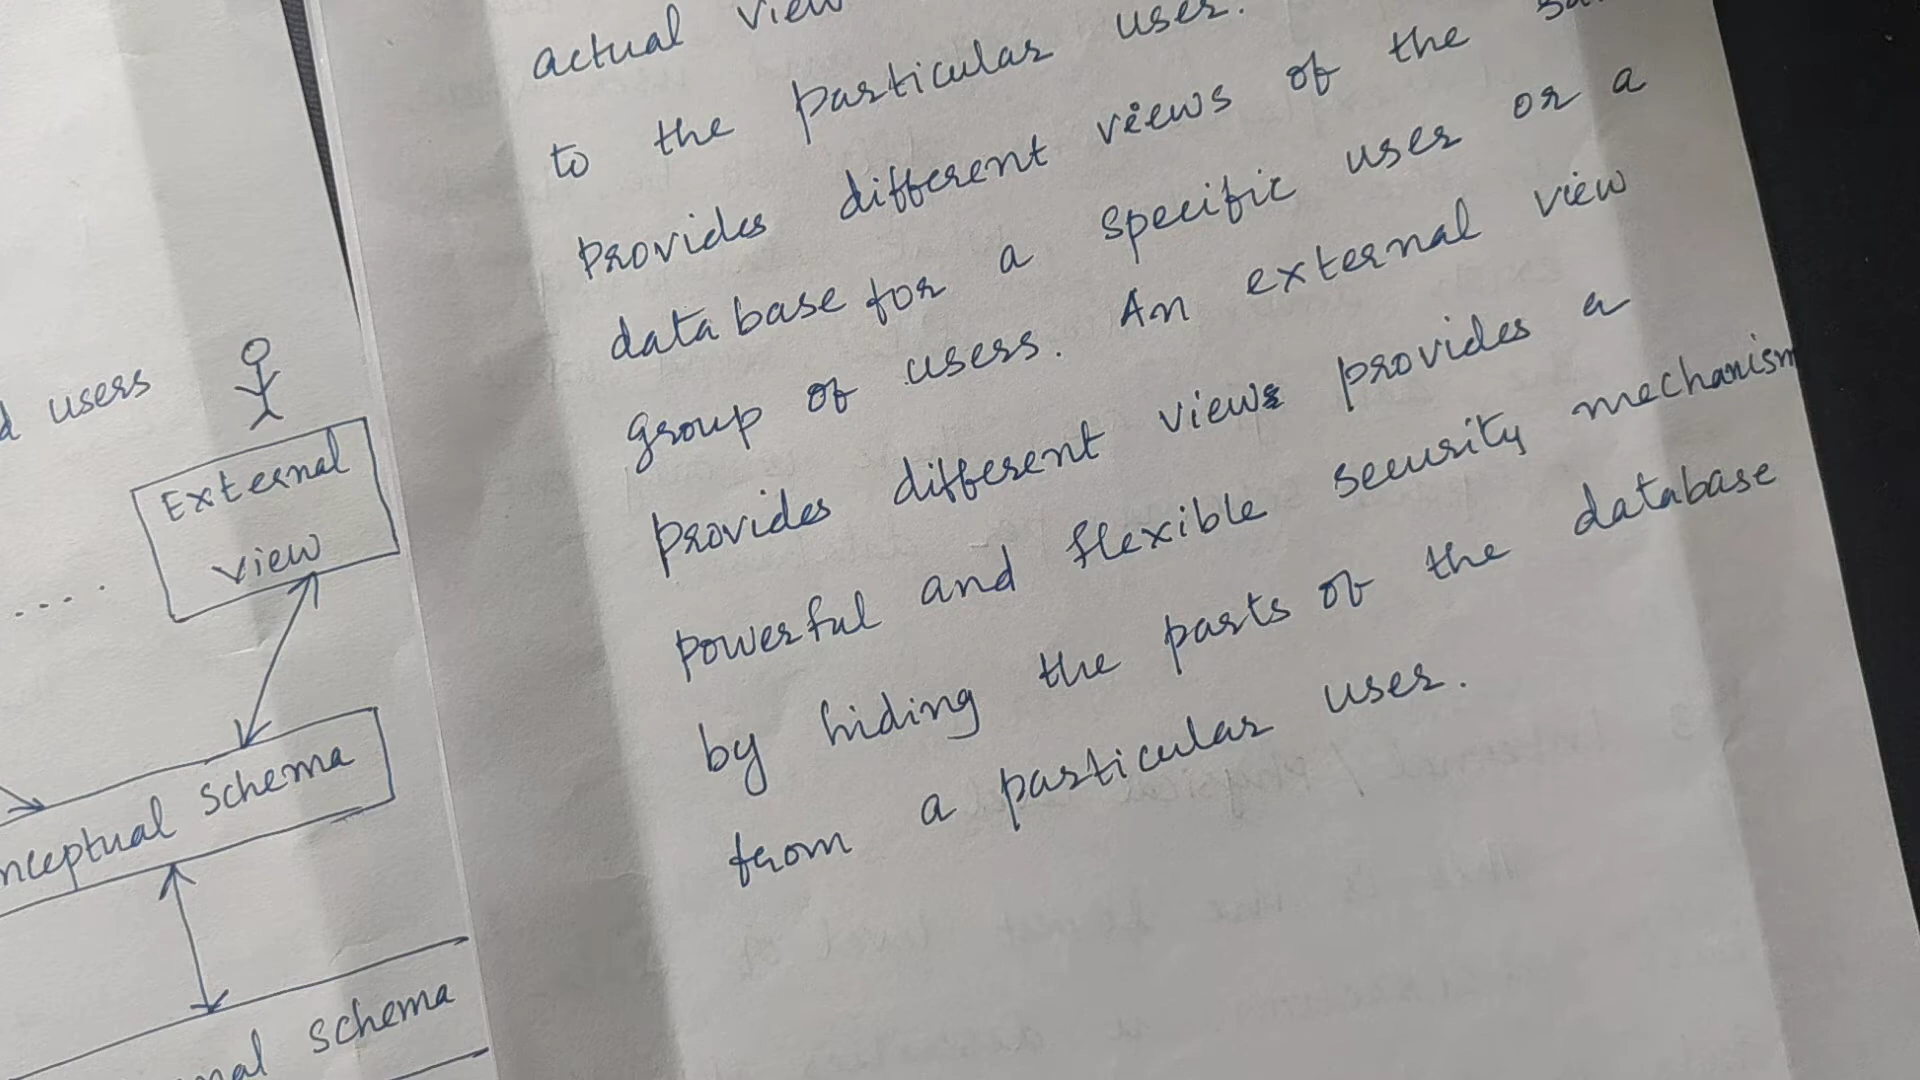 users
External
view
....
conceptual schema
schema
actual view
to the particular user.
provides different views of the
database for a specific user or a
group of users. An external view
provides different views provides a
powerful and flexible security mechanism
by hiding the parts of the database
from a particular user.